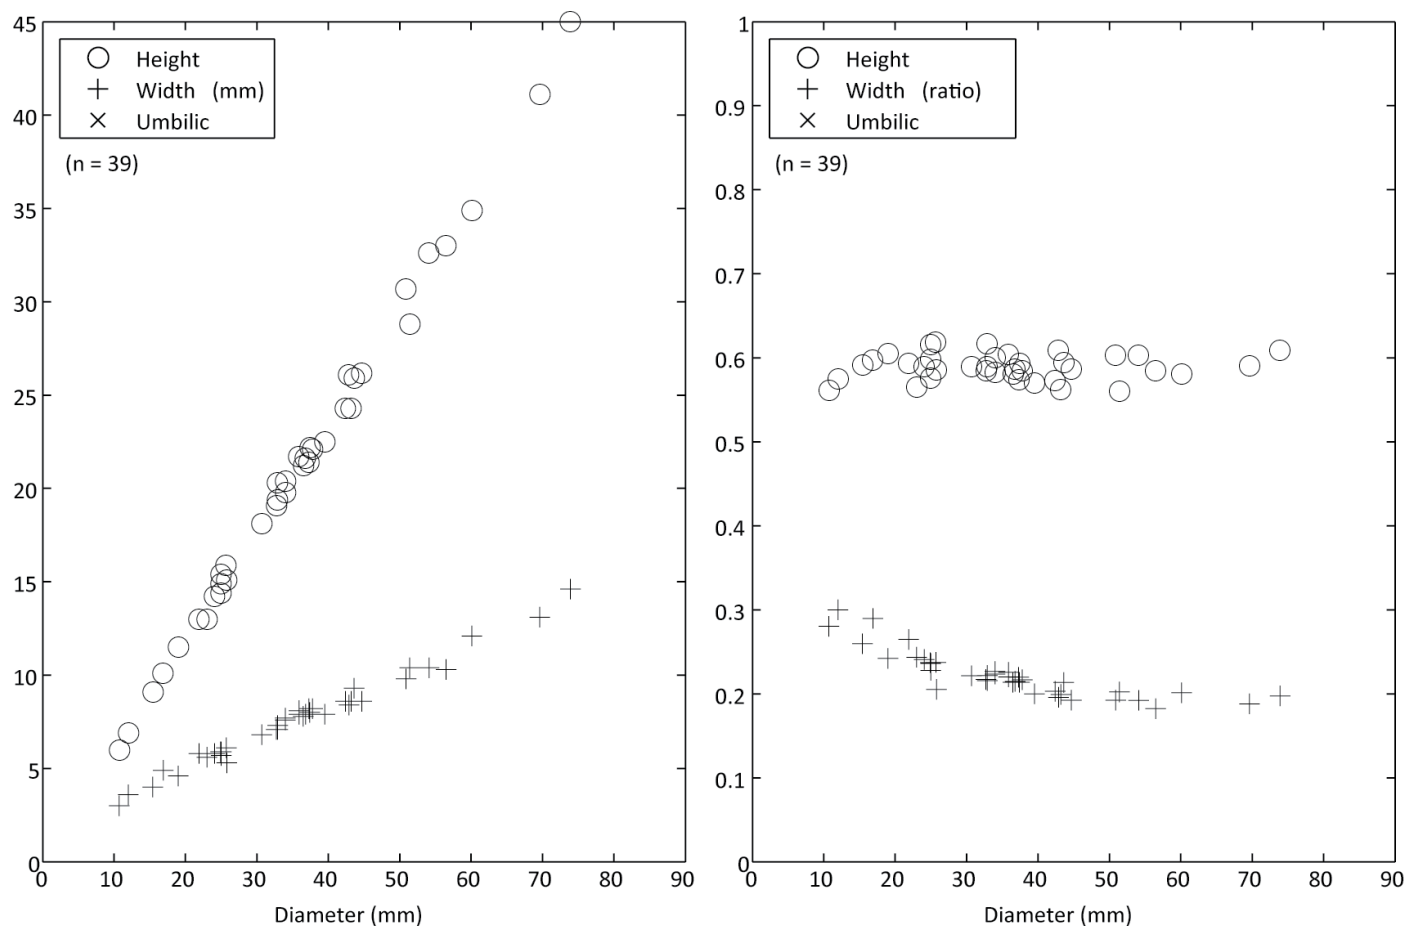 45
40
35
30
25
20
15
10
5
0
0 10 20 30 40 50 60 70 80 90
Diameter (mm)
Height
Width (mm)
Umbilic
(n = 39)
1
0.9
0.8
0.7
0.6
0.5
0.4
0.3
0.2
0.1
0
0 10 20 30 40 50 60 70 80 90
Diameter (mm)
Height
Width (ratio)
Umbilic
(n = 39)